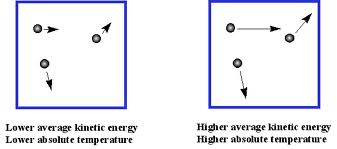 Lower average kinetic energy
Lower absolute temperature
Higher average kinetic energy
Higher absolute temperature